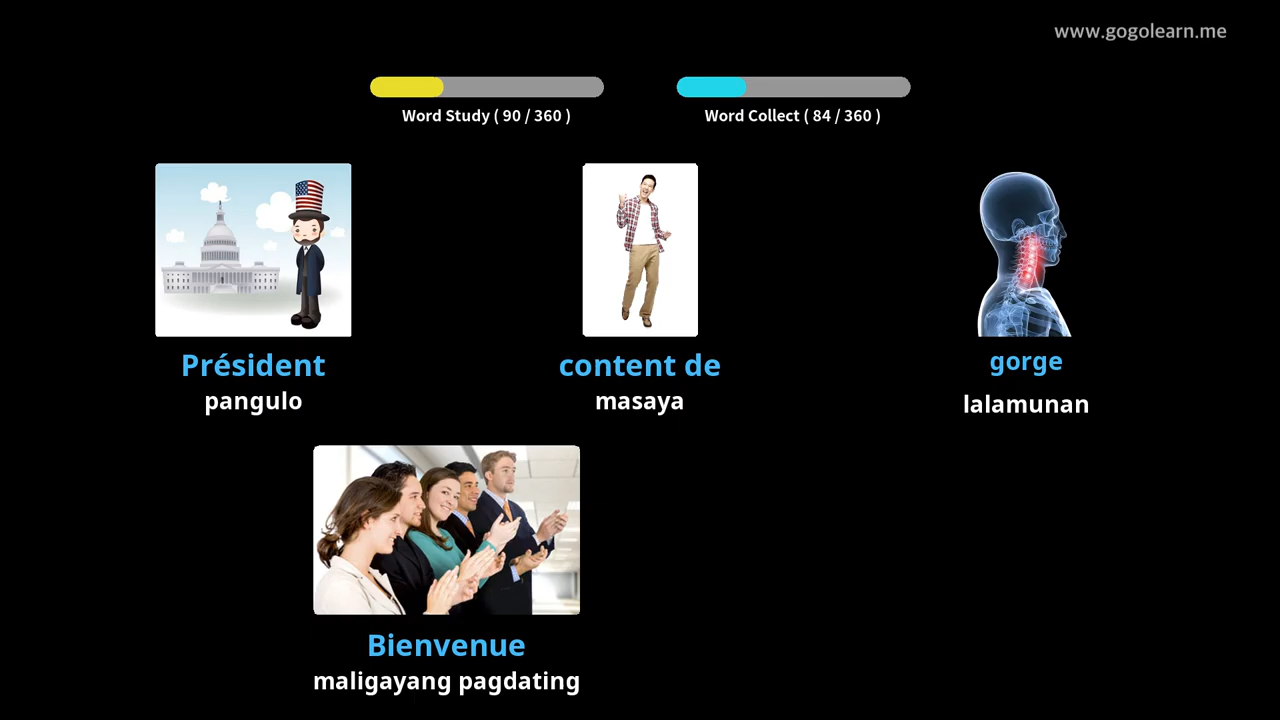 www.gogolearn.me
Word Study ( 90 / 360 )
Word Collect ( 84 / 360 )
Président
pangulo
content de
masaya
gorge
lalamunan
Bienvenue
maligayang pagdating